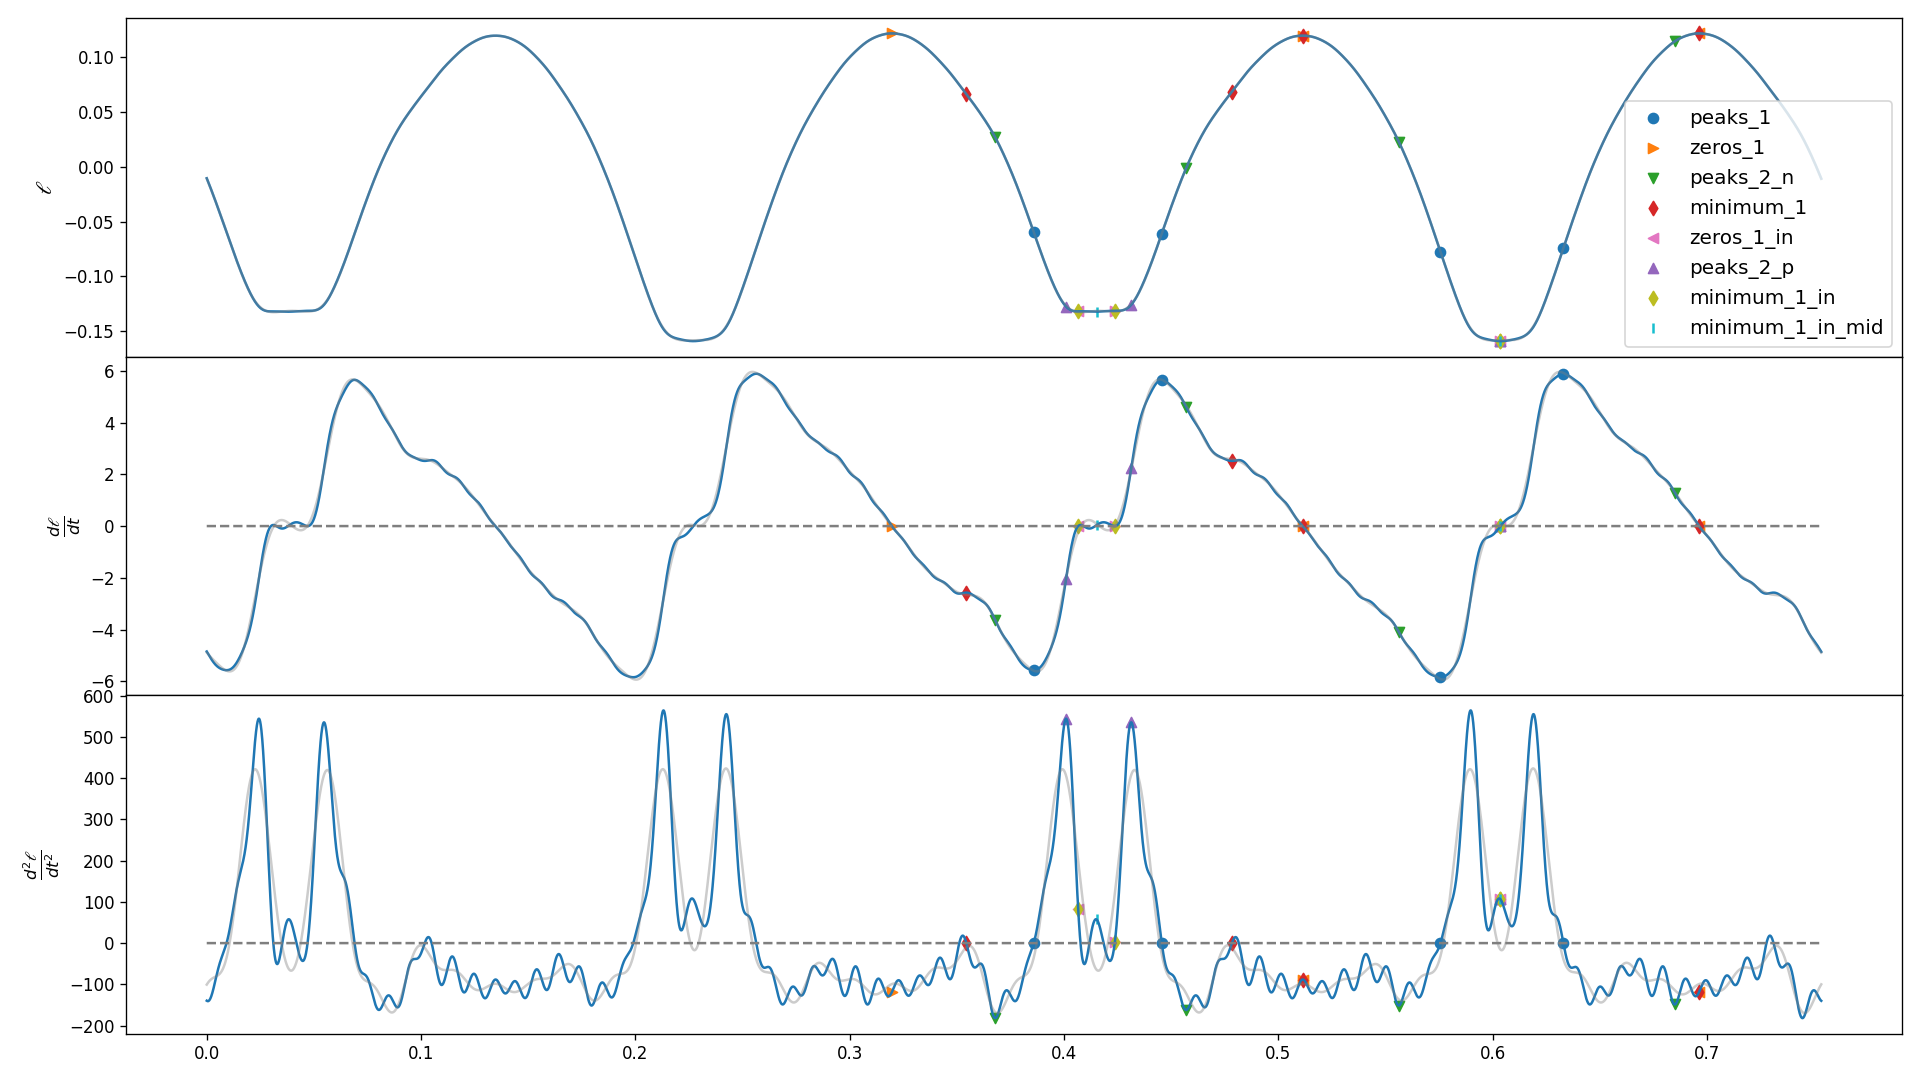 0.10
0.05
0.00
−0.05
−0.10
−0.15
ℓ
peaks_1
zeros_1
peaks_2_n
minimum_1
zeros_1_in
peaks_2_p
minimum_1_in
minimum_1_in_mid
6
4
2
0
−2
−4
−6
dℓ
dt
600
500
400
300
200
100
0
−100
−200
d²ℓ
dt²
0.0 0.1 0.2 0.3 0.4 0.5 0.6 0.7